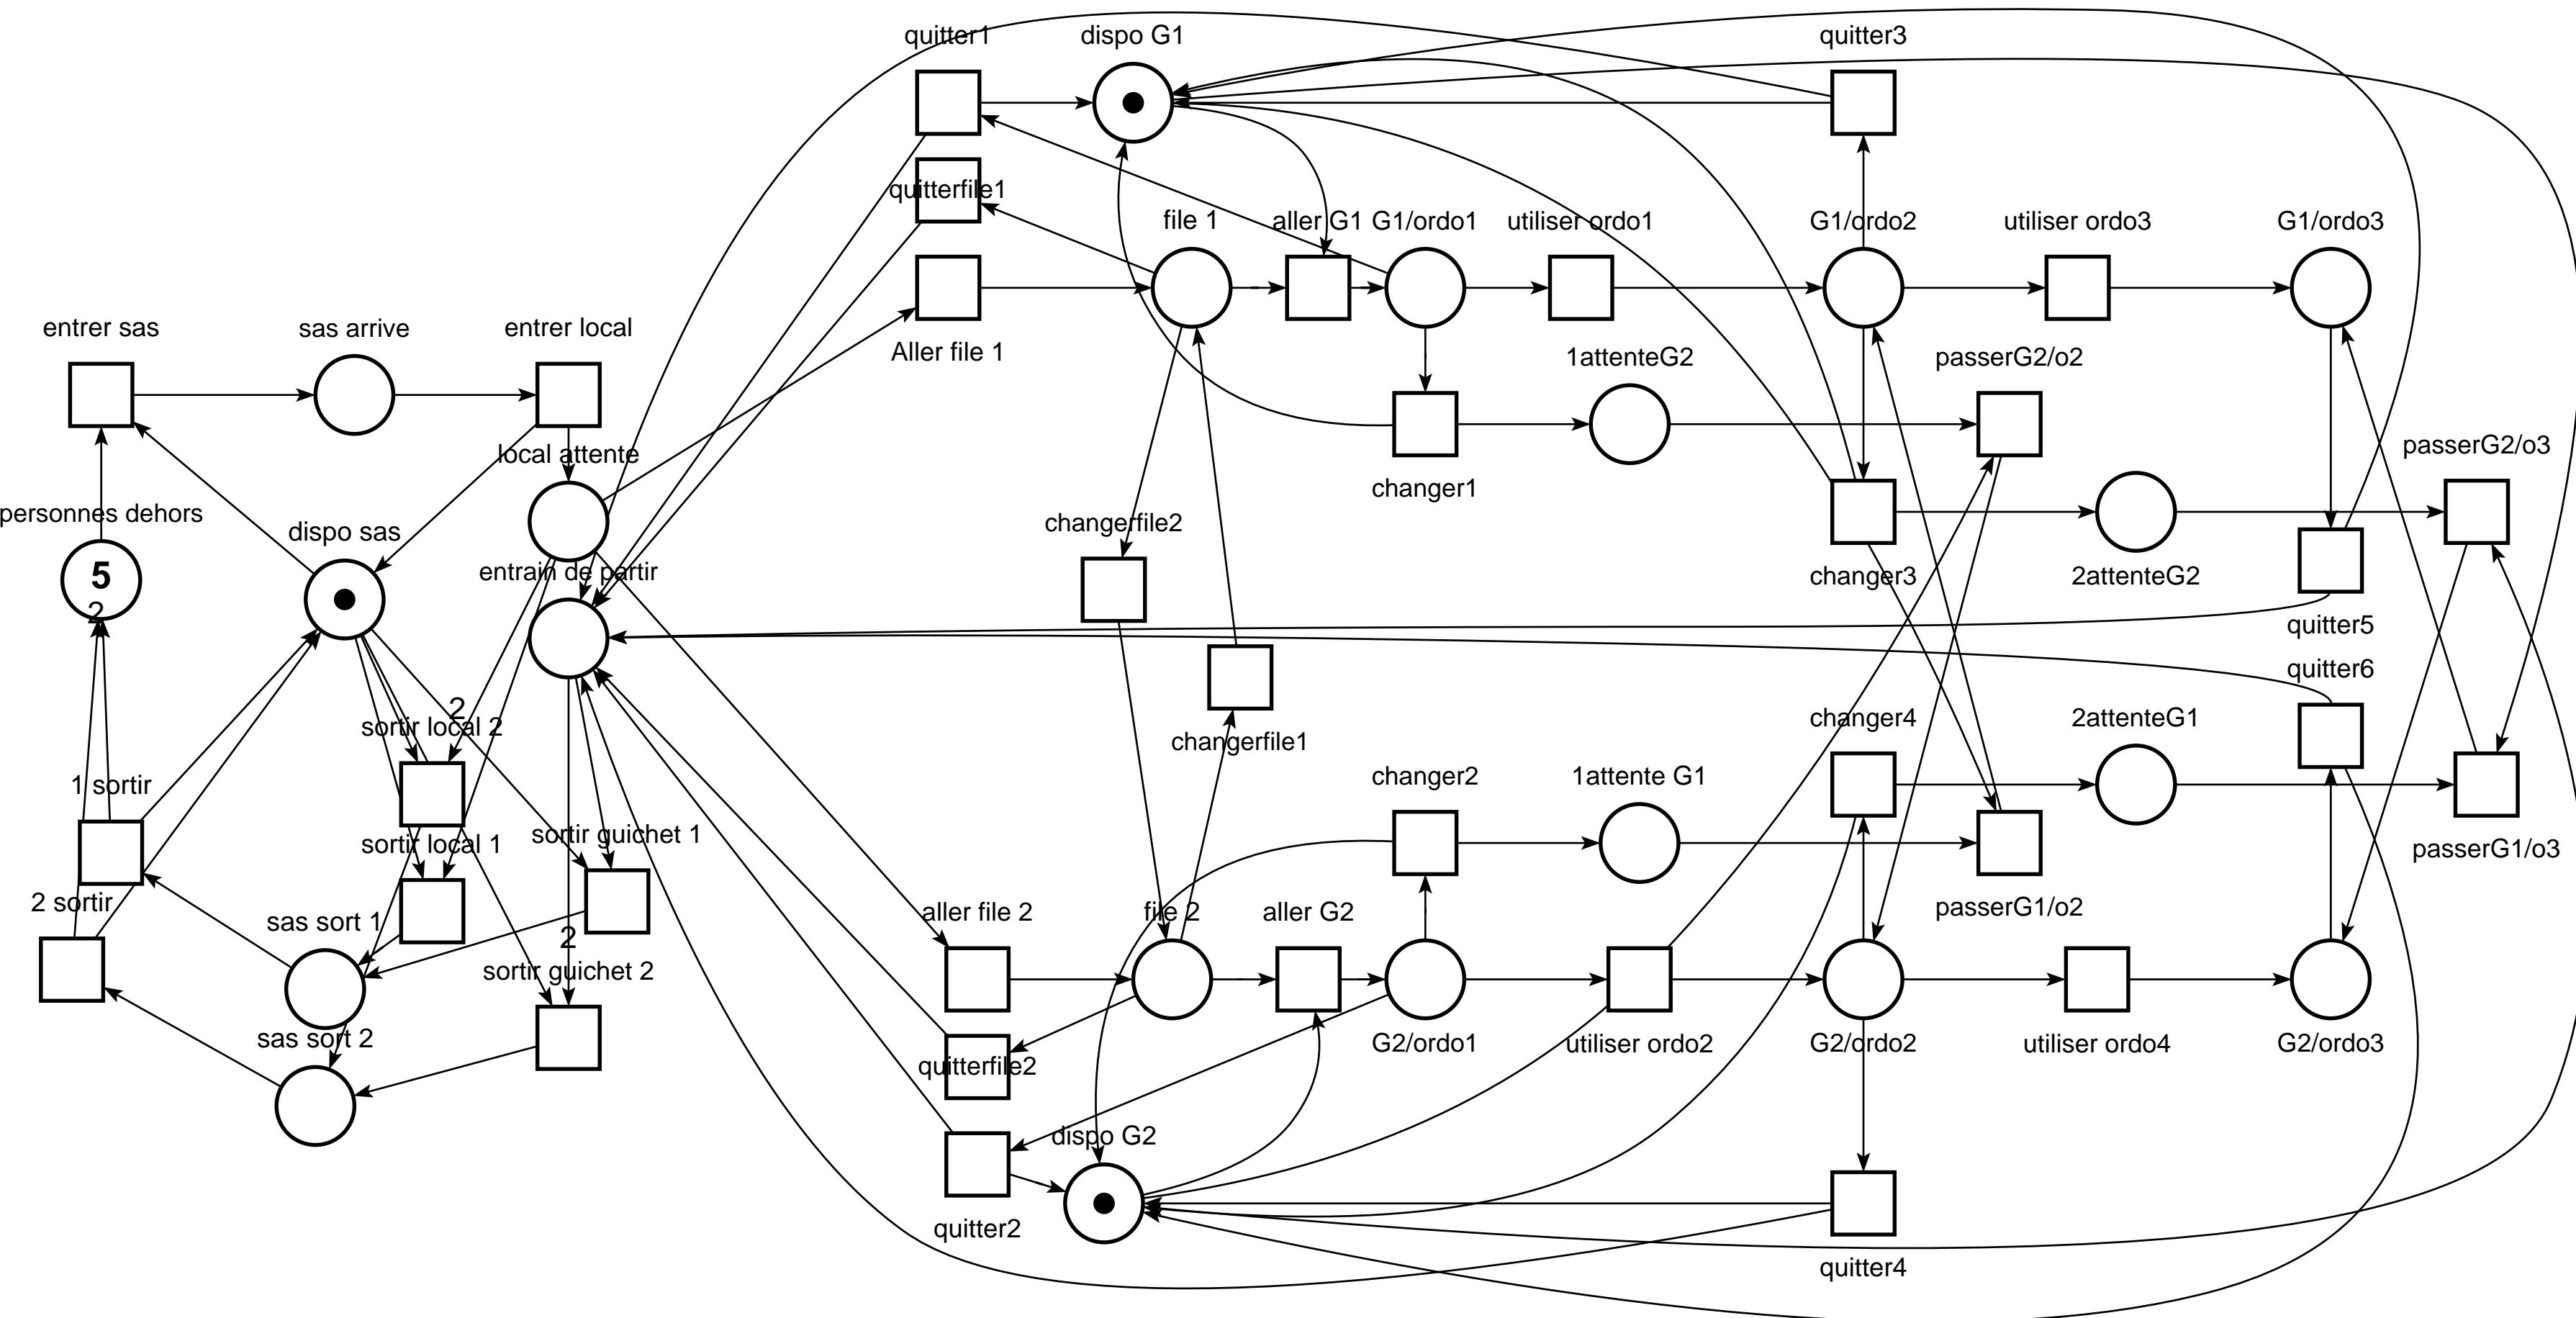 quitter1
dispo G1
quitter3
quitterfile1
file 1
aller G1
G1/ordo1
utiliser ordo1
G1/ordo2
utiliser ordo3
G1/ordo3
entrer sas
sas arrive
entrer local
Aller file 1
1attenteG2
passerG2/o2
local attente
changer1
passerG2/o3
personnes dehors
dispo sas
changerfile2
5
2
entrain de partir
changer3
2attenteG2
quitter5
quitter6
2
sortir local 2
changerfile1
changer4
2attenteG1
1 sortir
changer2
1attente G1
sortir local 1
sortir guichet 1
passerG1/o3
2 sortir
sas sort 1
aller file 2
file 2
aller G2
passerG1/o2
2
sortir guichet 2
sas sort 2
quitterfile2
G2/ordo1
utiliser ordo2
G2/ordo2
utiliser ordo4
G2/ordo3
dispo G2
quitter2
quitter4